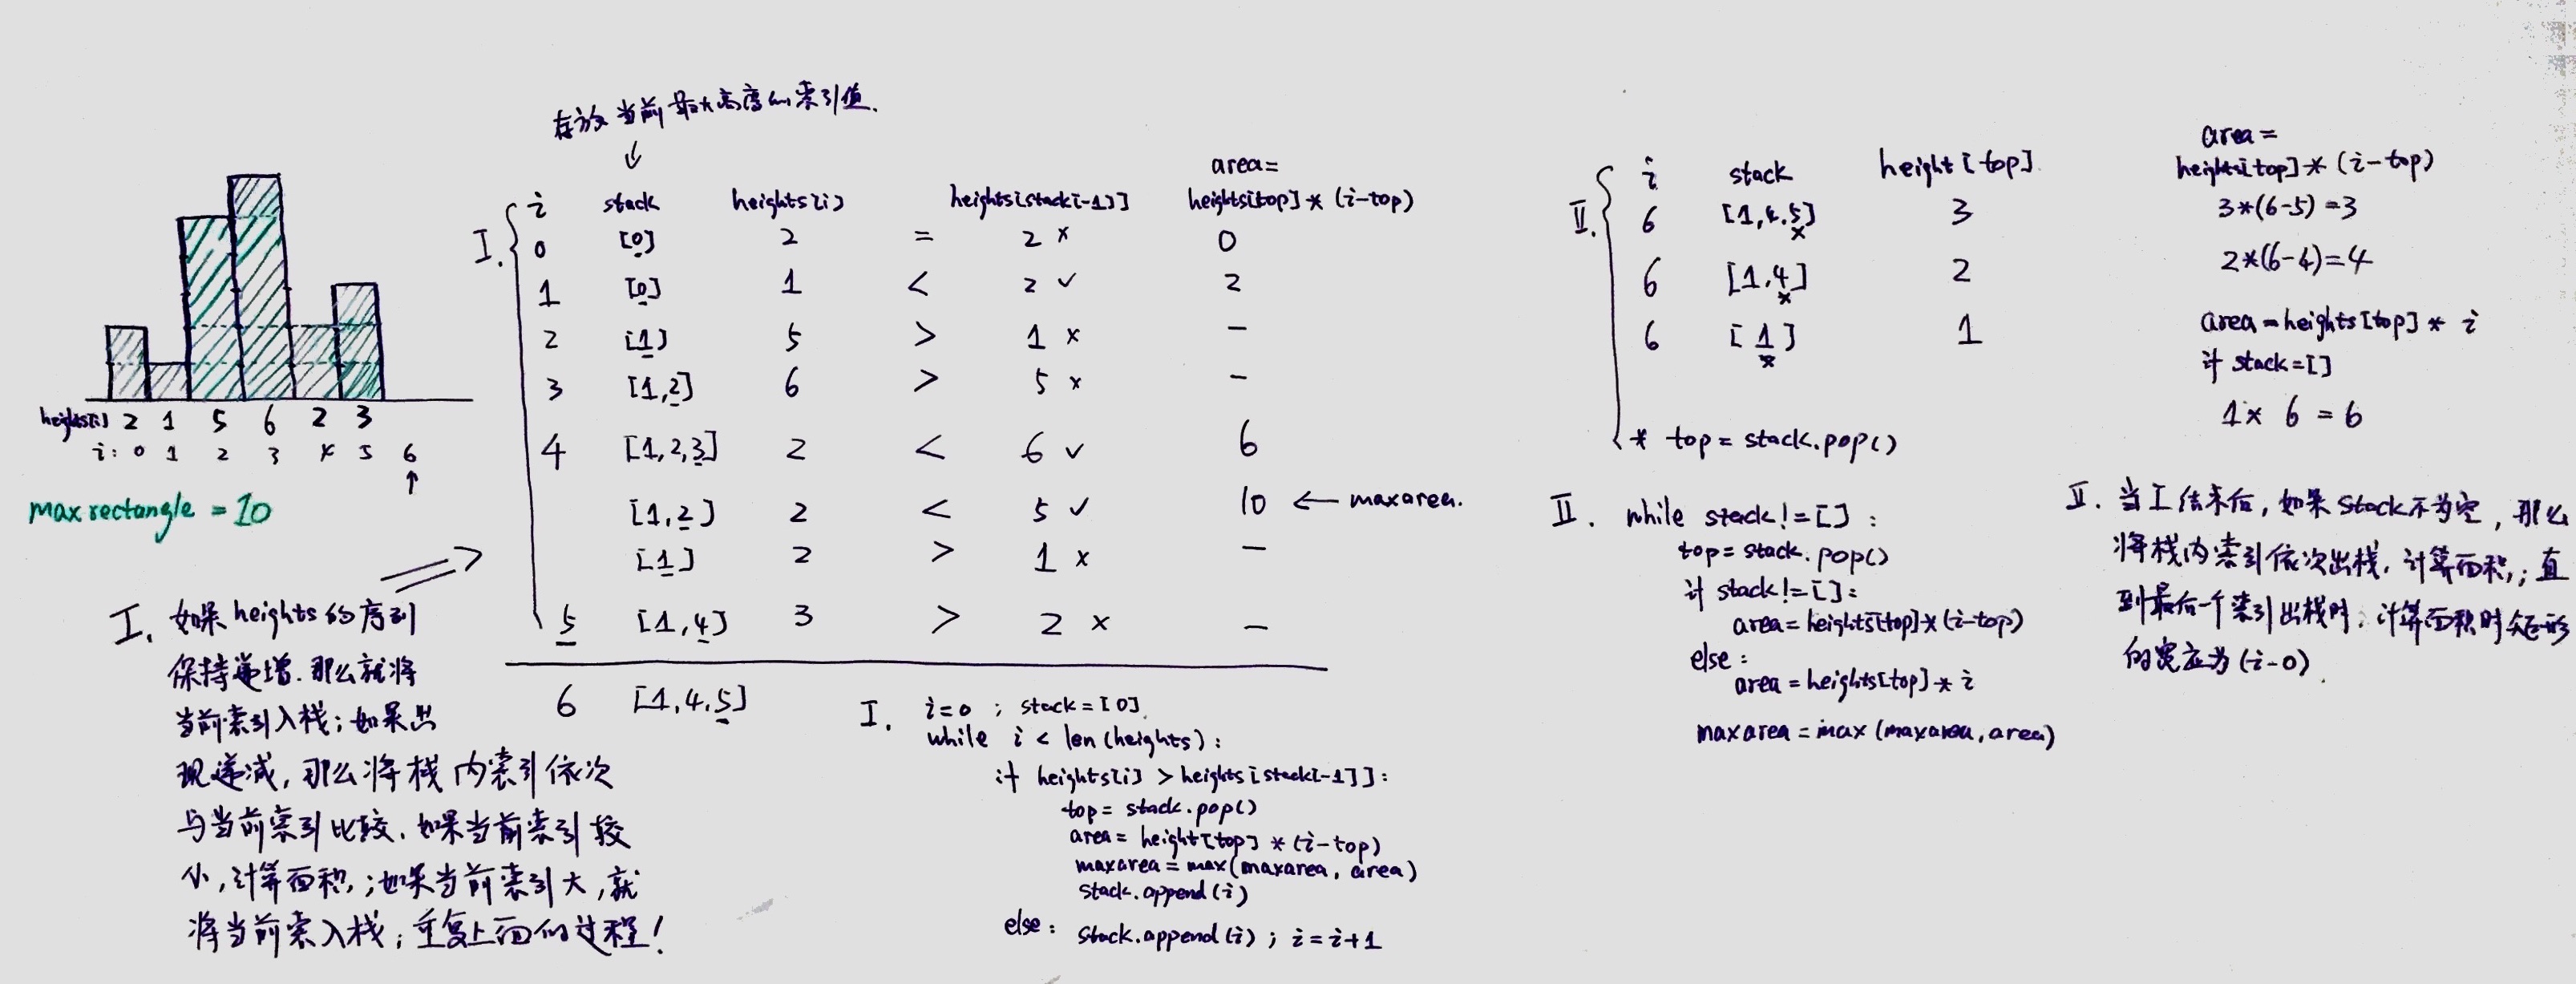 存放当前最大高度的索引值.
↓
area=
i stack heights[i] heights[stack[-1]] heights[top] * (i-top)
I.
0 [0] 2 = 2 × 0
1 [0] 1 < 2 ✓ 2
2 [1] 5 > 1 × -
3 [1,2] 6 > 5 × -
4 [1,2,3] 2 < 6 ✓ 6
[1,2] 2 < 5 ✓ 10 ← maxarea.
[1] 2 > 1 × -
5 [1,4] 3 > 2 × -
6 [1,4,5]
heights[i] 2 1 5 6 2 3
i: 0 1 2 3 4 5 6
↑
max rectangle = 10
I. 如果heights的序列
保持递增.那么就将
当前索引入栈;如果出
现递减,那么将栈内索引依次
与当前索引比较.如果当前索引较
小,计算面积,;如果当前索引大,就
将当前索入栈;重复上面的过程!
I. i=0 ; stack=[0].
while i < len(heights):
if heights[i] > heights[stack[-1]]:
top= stack.pop()
area= height[top] * (i-top)
maxarea = max(maxarea, area)
stack.append(i)
else: stack.append(i) ; i=i+1
II.
i stack height[top]
6 [1,4,5] 3
×
6 [1,4] 2
×
6 [1] 1
×
* top= stack.pop()
area=
heights[top]* (i-top)
3*(6-5)=3
2*(6-4)=4
area=heights[top] * i
if stack=[]
1× 6 = 6
II. while stack!=[] :
top= stack.pop()
if stack!=[]:
area=heights[top]*(i-top)
else:
area = heights[top] * i
maxarea = max (maxarea, area)
II. 当I结束后,如果stack不为空,那么
将栈内索引依次出栈,计算面积,;直
到最后一个索引出栈时,计算面积时矩形
的宽应为(i-0).